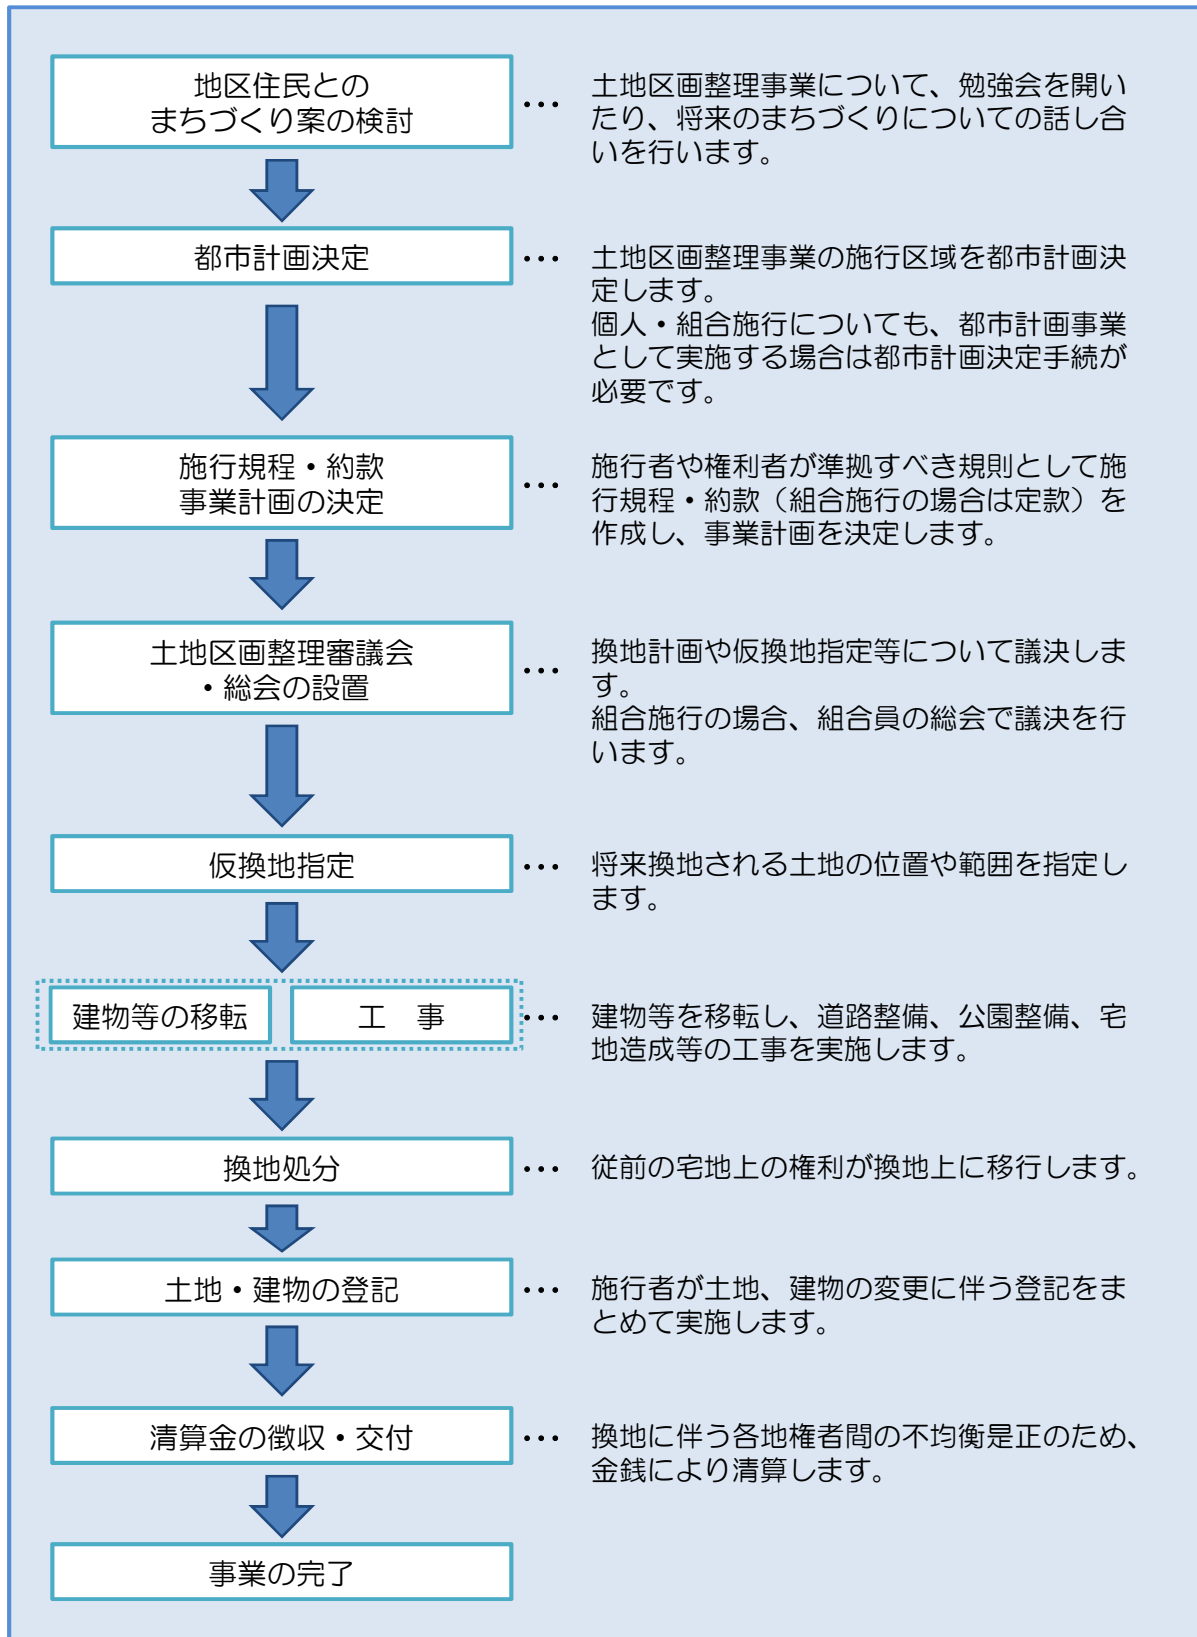 地区住民との
まちづくり案の検討
… 土地区画整理事業について、勉強会を開い
たり、将来のまちづくりについての話し合
いを行います。
都市計画決定
… 土地区画整理事業の施行区域を都市計画決
定します。
個人・組合施行についても、都市計画事業
として実施する場合は都市計画決定手続が
必要です。
施行規程・約款
事業計画の決定
… 施行者や権利者が準拠すべき規則として施
行規程・約款（組合施行の場合は定款）を
作成し、事業計画を決定します。
土地区画整理審議会
・総会の設置
… 換地計画や仮換地指定等について議決しま
す。
組合施行の場合、組合員の総会で議決を行
います。
仮換地指定
… 将来換地される土地の位置や範囲を指定し
ます。
建物等の移転
工　事
… 建物等を移転し、道路整備、公園整備、宅
地造成等の工事を実施します。
換地処分
… 従前の宅地上の権利が換地上に移行します。
土地・建物の登記
… 施行者が土地、建物の変更に伴う登記をま
とめて実施します。
清算金の徴収・交付
… 換地に伴う各地権者間の不均衡是正のため、
金銭により清算します。
事業の完了